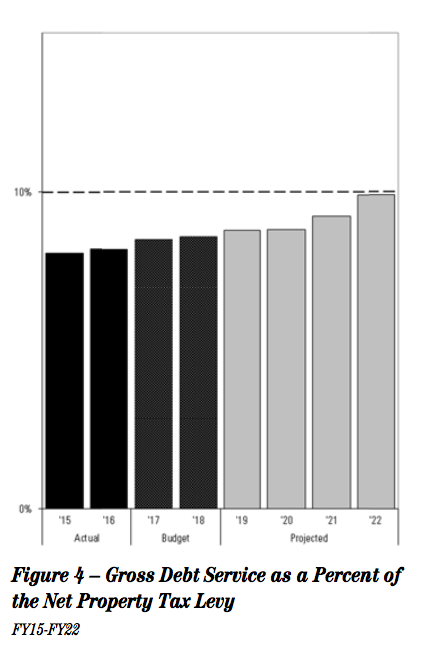 10%
0%
'15 '16 '17 '18 '19 '20 '21 '22
Actual Budget Projected
Figure 4 – Gross Debt Service as a Percent of
the Net Property Tax Levy
FY15-FY22